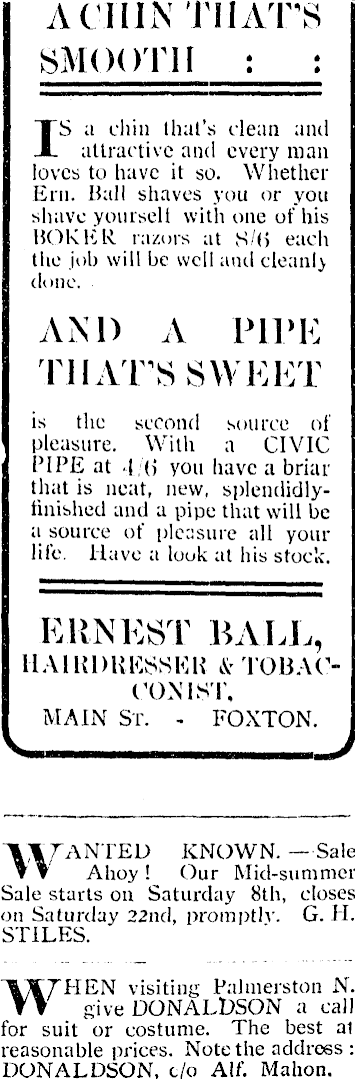 A CHIN THAT'S
SMOOTH : :
IS a chin that's clean and
attractive and every man
loves to have it so. Whether
Ern. Ball shaves you or you
shave yourself with one of his
BOKER razors at 8/6 each
the job will be well and cleanly
done.
AND A PIPE
THAT'S SWEET
is the second source of
pleasure. With a CIVIC
PIPE at 4/6 you have a briar
that is neat, new, splendidly-
finished and a pipe that will be
a source of pleasure all your
life. Have a look at his stock.
ERNEST BALL,
HAIRDRESSER & TOBAC-
CONIST,
MAIN ST. - FOXTON.
WANTED KNOWN. — Sale
Ahoy! Our Mid-summer
Sale starts on Saturday 8th, closes
on Saturday 22nd, promptly. G. H.
STILES.
WHEN visiting Palmerston N.
give DONALDSON a call
for suit or costume. The best at
reasonable prices. Note the address:
DONALDSON, c/o Alf. Mahon.